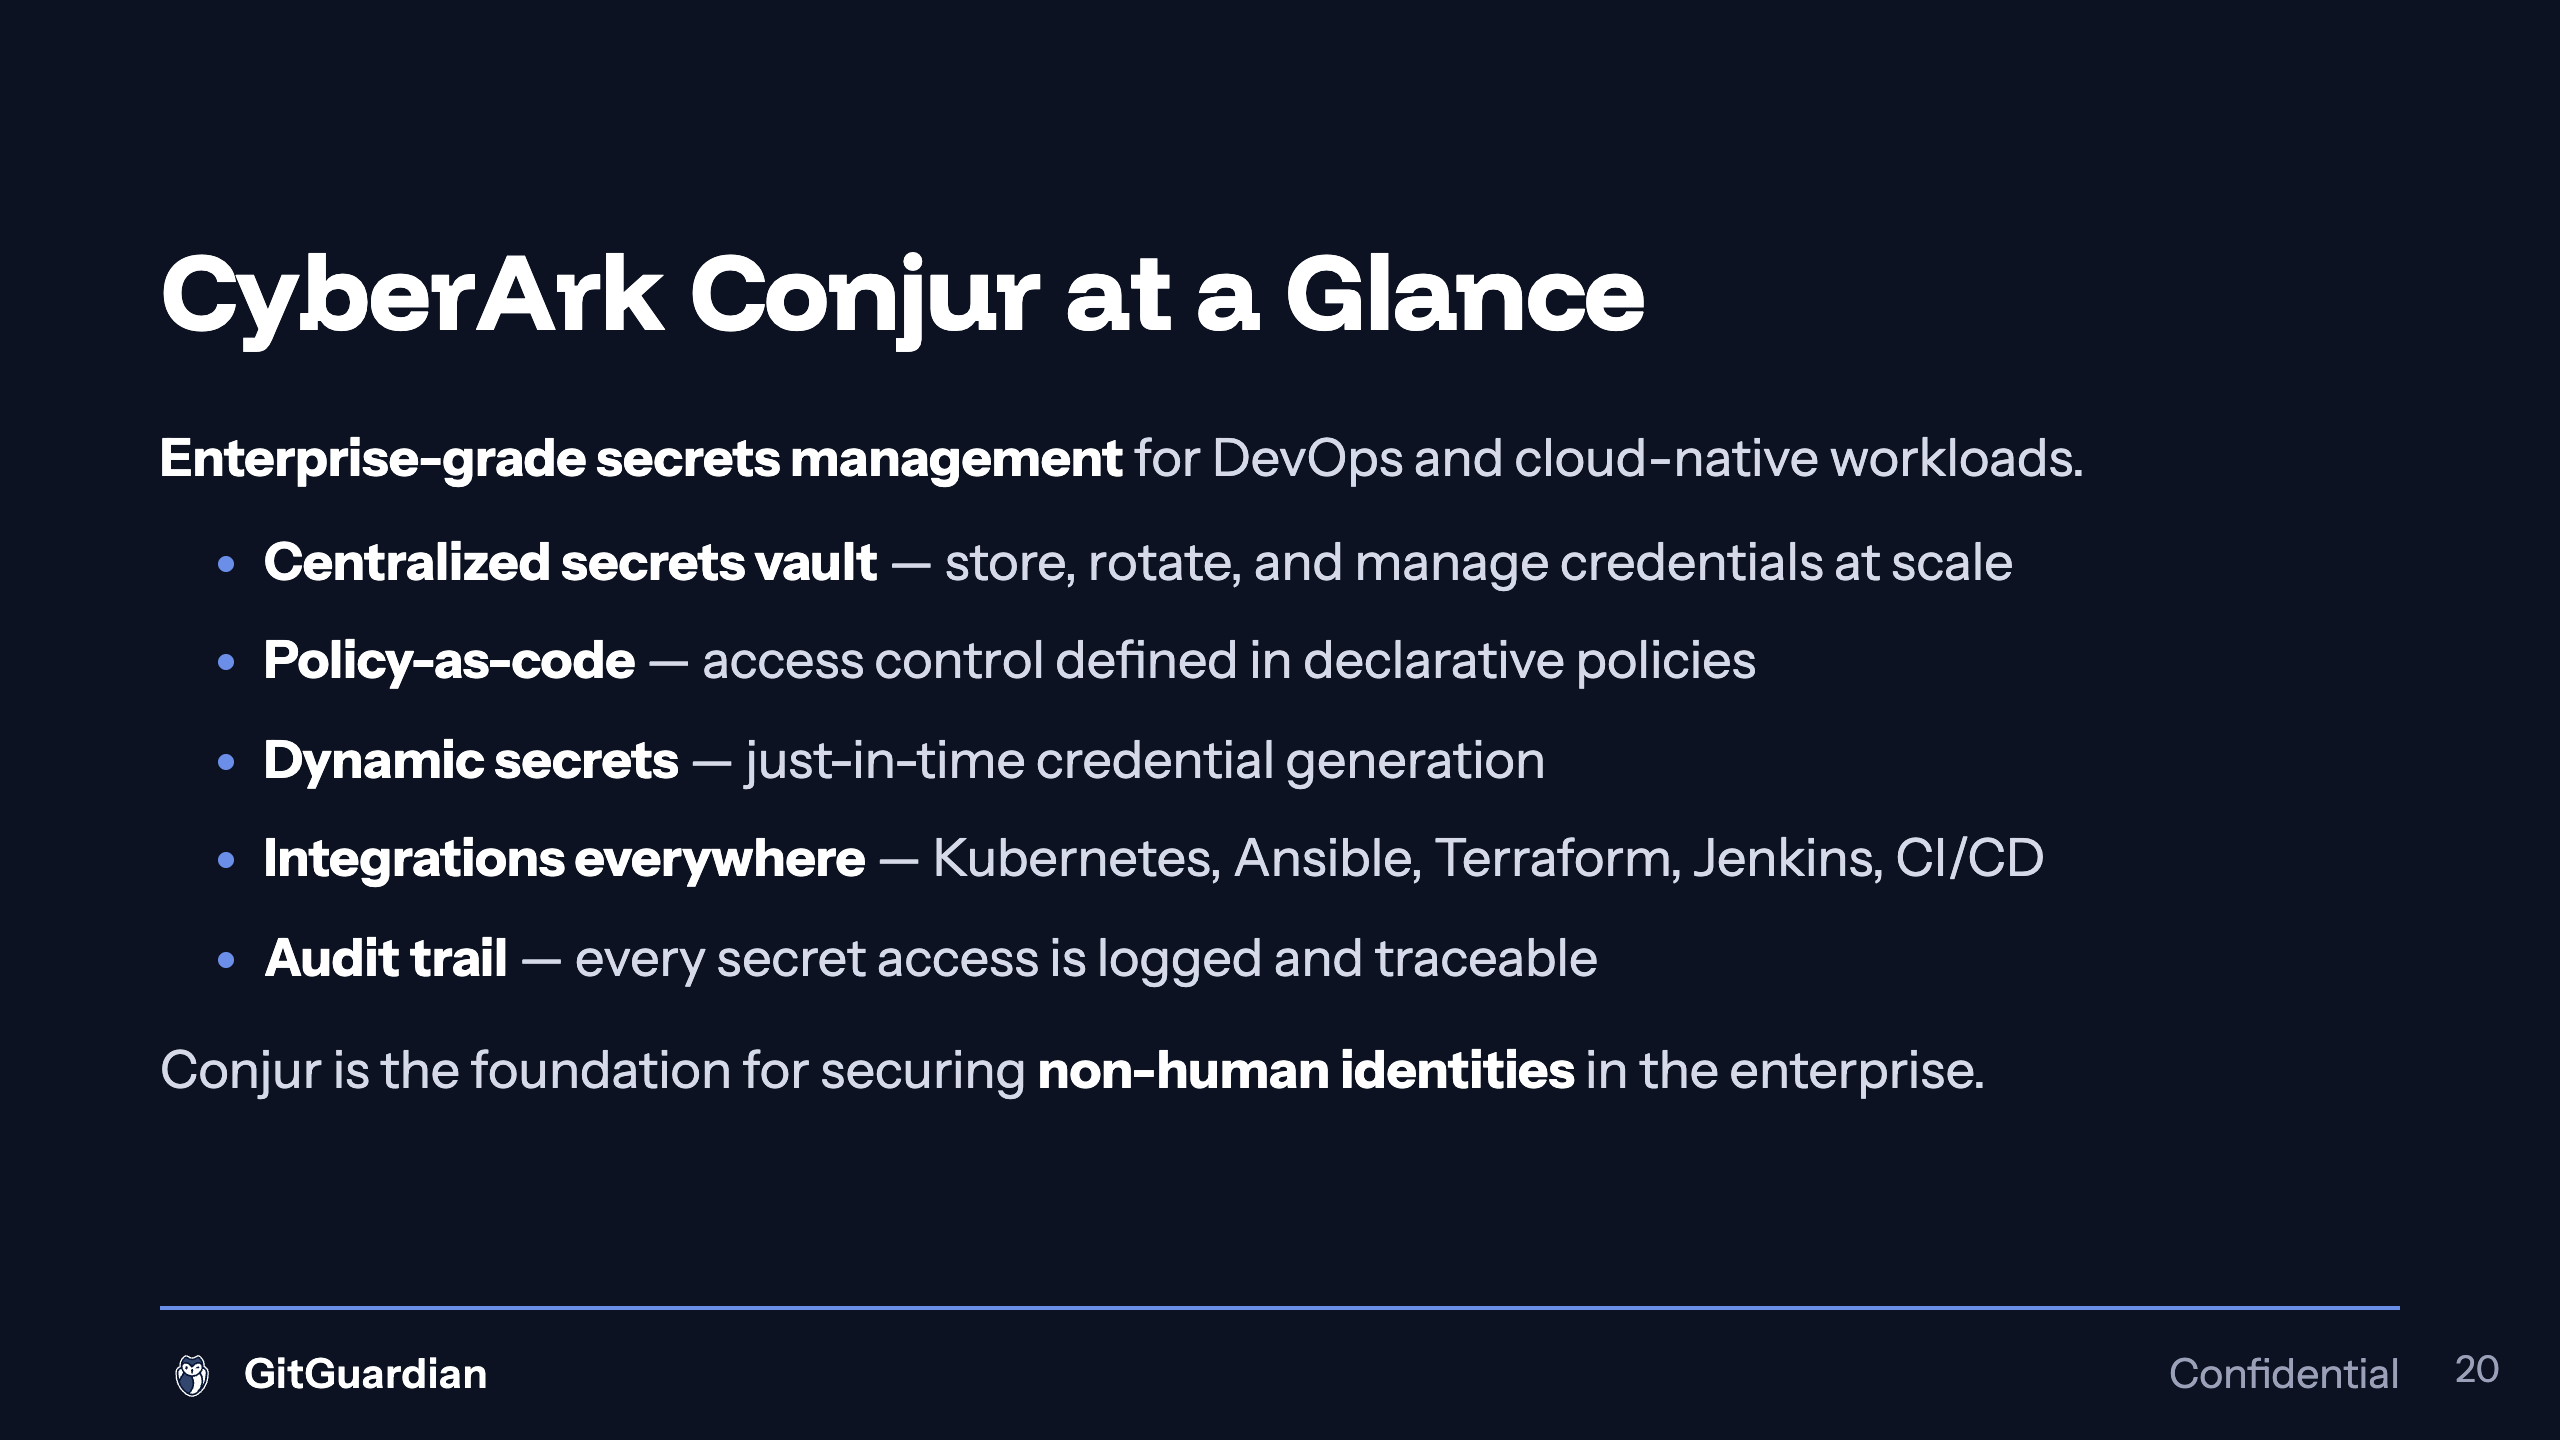 CyberArk Conjur at a Glance
Enterprise-grade secrets management for DevOps and cloud-native workloads.
• Centralized secrets vault — store, rotate, and manage credentials at scale
• Policy-as-code — access control defined in declarative policies
• Dynamic secrets — just-in-time credential generation
• Integrations everywhere — Kubernetes, Ansible, Terraform, Jenkins, CI/CD
• Audit trail — every secret access is logged and traceable
Conjur is the foundation for securing non-human identities in the enterprise.
GitGuardian
Confidential 20